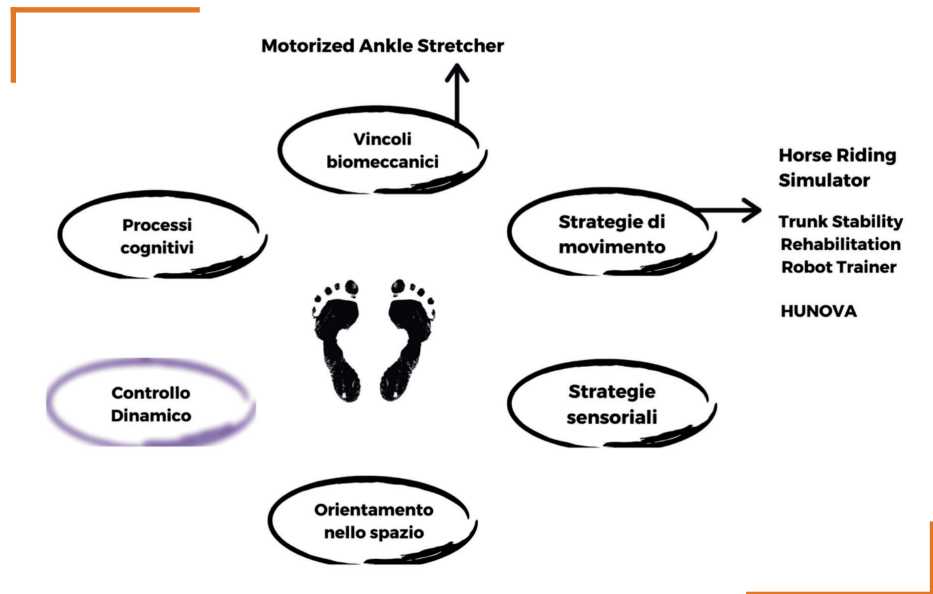 Motorized Ankle Stretcher
Vincoli
biomeccanici
Horse Riding
Simulator
Trunk Stability
Rehabilitation
Robot Trainer
HUNOVA
Strategie di
movimento
Processi
cognitivi
Controllo
Dinamico
Strategie
sensoriali
Orientamento
nello spazio